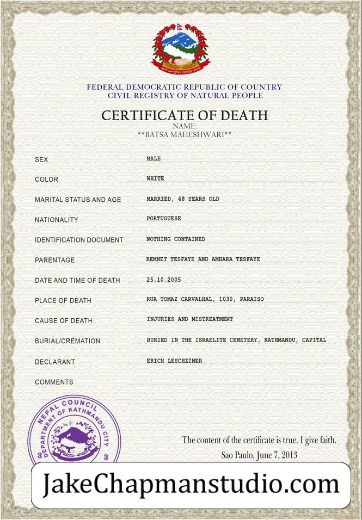 FEDERAL DEMOCRATIC REPUBLIC OF COUNTRY
CIVIL REGISTRY OF NATURAL PEOPLE
CERTIFICATE OF DEATH
NAME:
**BATSA MAHESHWARI**
SEX MALE
COLOR WHITE
MARITAL STATUS AND AGE MARRIED, 48 YEARS OLD
NATIONALITY PORTUGUESE
IDENTIFICATION DOCUMENT NOTHING CONTAINED
PARENTAGE BEMNET TESFAYE AND AMHARA TESFAYE
DATE AND TIME OF DEATH 25.10.2005
PLACE OF DEATH RUA TOMAZ CARVALHAL, 1030, PARAISO
CAUSE OF DEATH INJURIES AND MISTREATMENT
BURIAL/CREMATION BURIED IN THE ISRAELITE CEMETERY, KATHMANDU, CAPITAL
DECLARANT ERICH LESCHEINER
COMMENTS
NEPAL COUNCIL
DEPARTMENT OF KATHMANDU CITY
The content of the certificate is true. I give faith.
Sao Paulo, June 7, 2013
JakeChapmanstudio.com